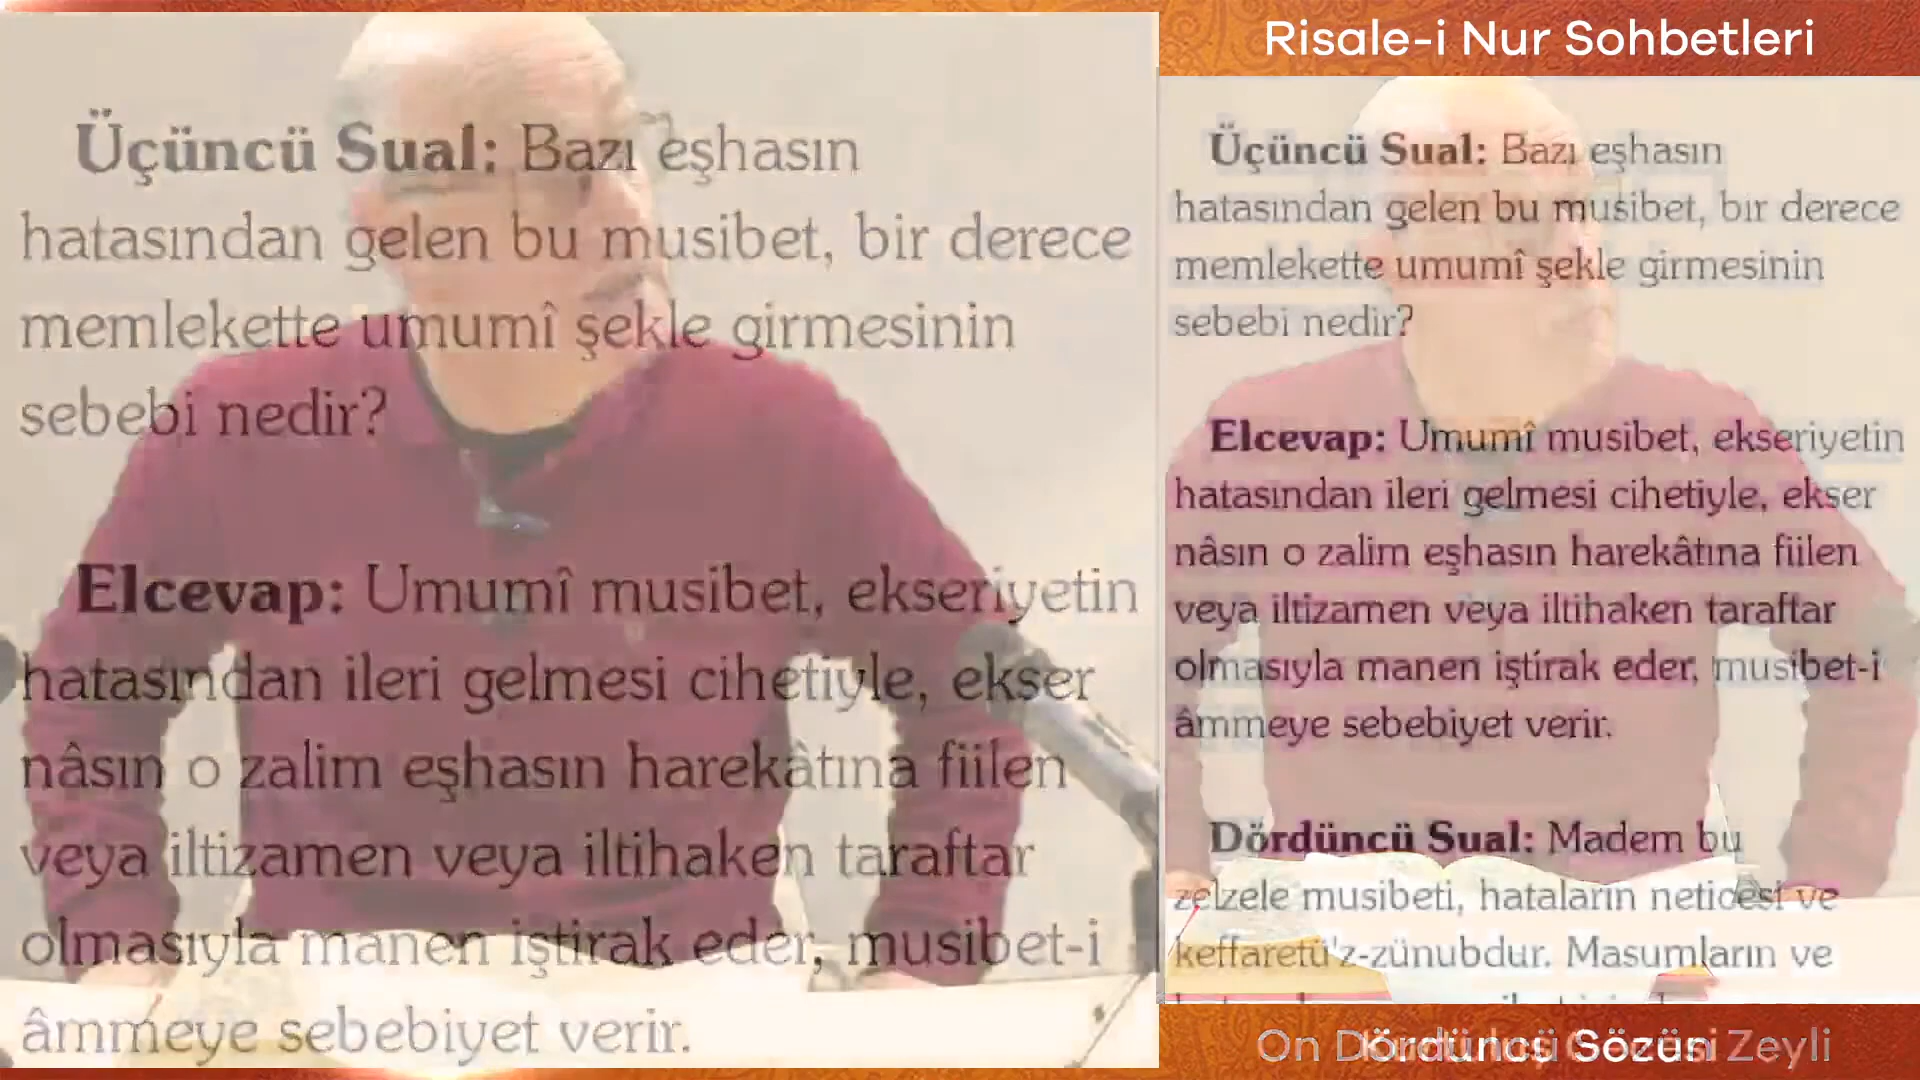 Üçüncü Sual: Bazı eşhasın
hatasından gelen bu musibet, bir derece
memlekette umumî şekle girmesinin
sebebi nedir?
Elcevap: Umumî musibet, ekseriyetin
hatasından ileri gelmesi cihetiyle, ekser
nâsın o zalim eşhasın harekâtına fiilen
veya iltizamen veya iltihaken taraftar
olmasıyla manen iştirak eder, musibet-i
âmmeye sebebiyet verir.
Risale-i Nur Sohbetleri
Üçüncü Sual: Bazı eşhasın
hatasından gelen bu musibet, bir derece
memlekette umumî şekle girmesinin
sebebi nedir?
Elcevap: Umumî musibet, ekseriyetin
hatasından ileri gelmesi cihetiyle, ekser
nâsın o zalim eşhasın harekâtına fiilen
veya iltizamen veya iltihaken taraftar
olmasıyla manen iştirak eder, musibet-i
âmmeye sebebiyet verir.
Dördüncü Sual: Madem bu
zelzele musibeti, hataların neticesi ve
keffaretü'z-zünubdur. Masumların ve
On Dördüncü Sözün Zeyli